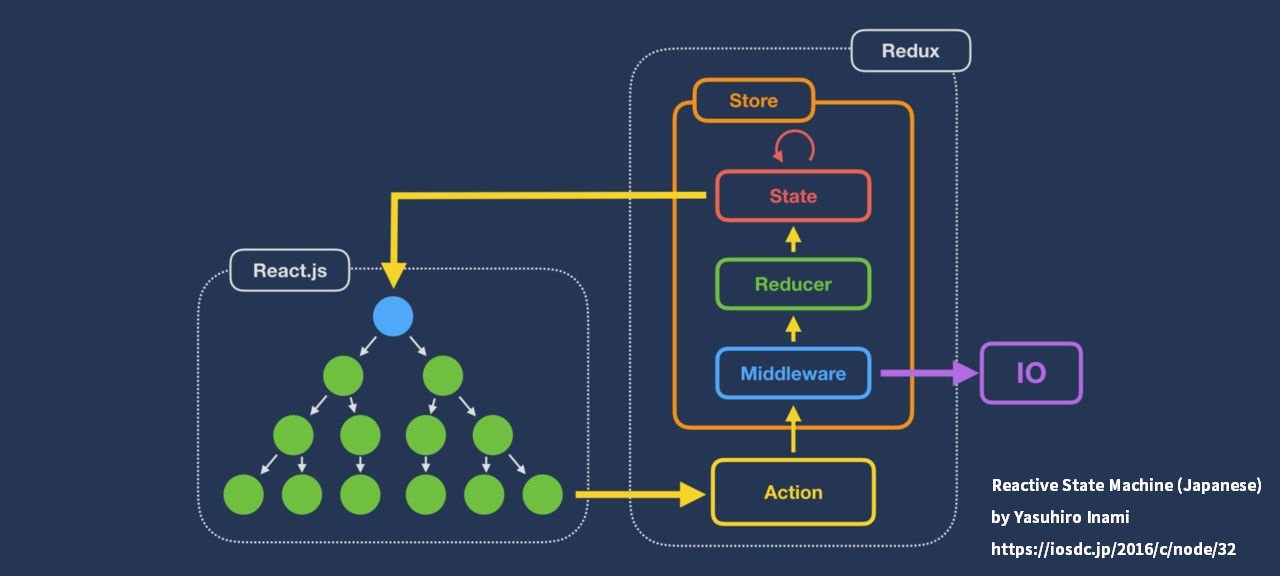 Redux
Store
State
React.js
Reducer
Middleware
IO
Action
Reactive State Machine (Japanese)
by Yasuhiro Inami
https://iosdc.jp/2016/c/node/32